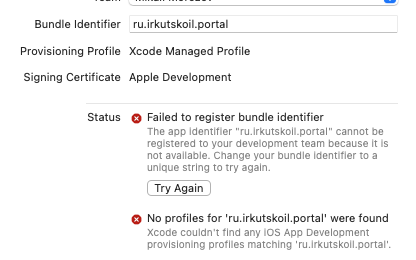 Bundle Identifier ru.irkutskoil.portal
Provisioning Profile Xcode Managed Profile
Signing Certificate Apple Development
Status Failed to register bundle identifier
The app identifier "ru.irkutskoil.portal" cannot be
registered to your development team because it is
not available. Change your bundle identifier to a
unique string to try again.
Try Again
No profiles for 'ru.irkutskoil.portal' were found
Xcode couldn't find any iOS App Development
provisioning profiles matching 'ru.irkutskoil.portal'.